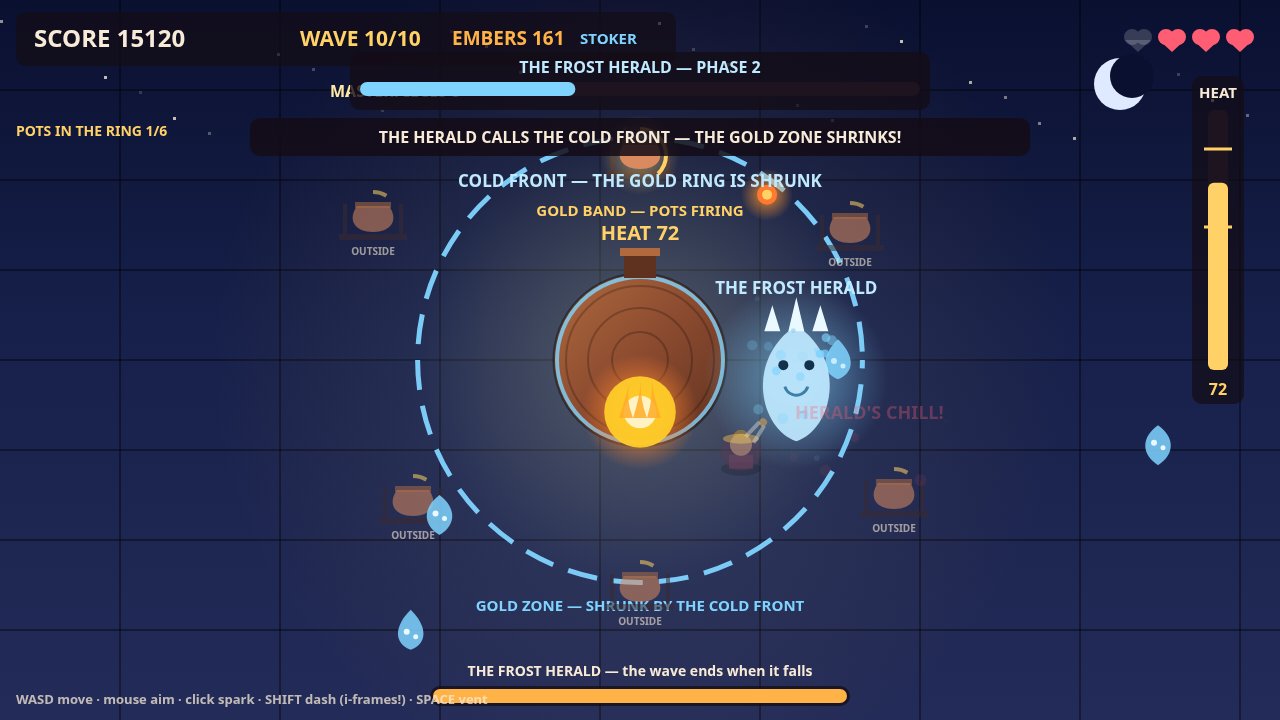 SCORE 15120
WAVE 10/10
EMBERS 161
STOKER
THE FROST HERALD — PHASE 2
HEAT
POTS IN THE RING 1/6
THE HERALD CALLS THE COLD FRONT — THE GOLD ZONE SHRINKS!
COLD FRONT — THE GOLD RING IS SHRUNK
GOLD BAND — POTS FIRING
HEAT 72
OUTSIDE
OUTSIDE
THE FROST HERALD
72
HERALD'S CHILL!
OUTSIDE
OUTSIDE
GOLD ZONE — SHRUNK BY THE COLD FRONT
OUTSIDE
THE FROST HERALD — the wave ends when it falls
WASD move · mouse aim · click spark · SHIFT dash (i-frames!) · SPACE vent